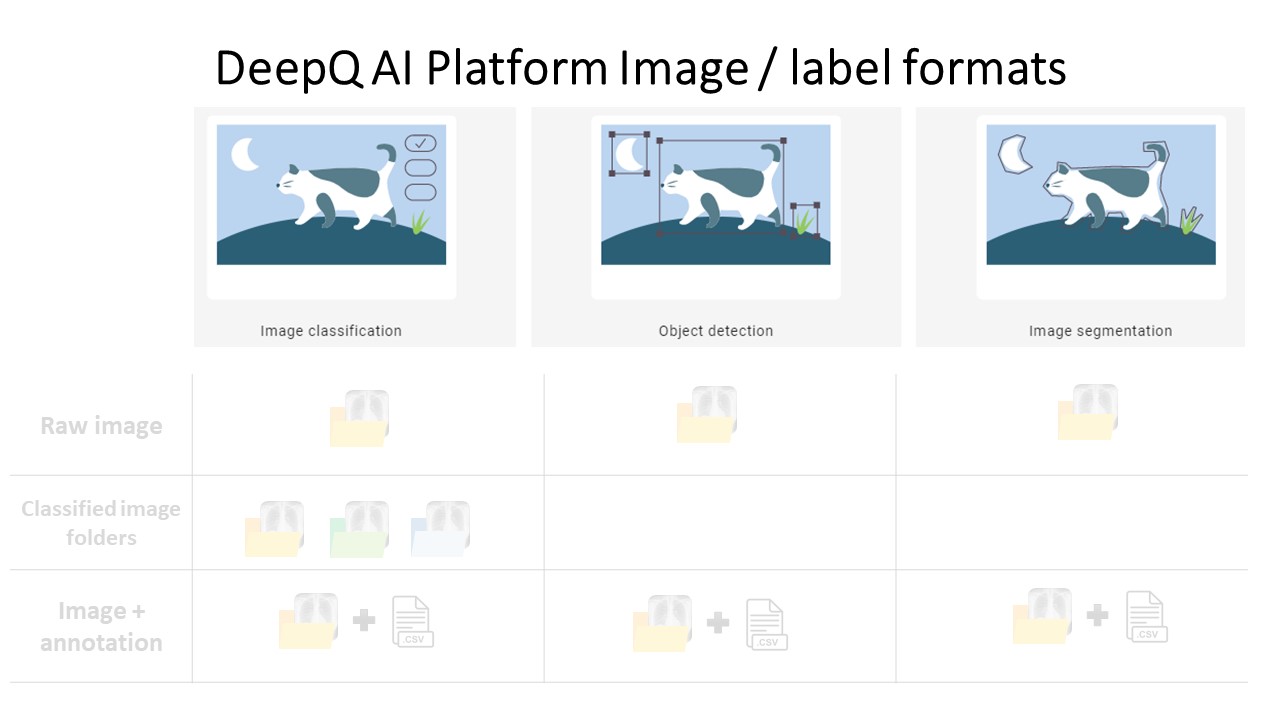 DeepQ AI Platform Image / label formats
Image classification
Object detection
Image segmentation
Raw image
Classified image
folders
Image +
annotation
.CSV
.CSV
.CSV